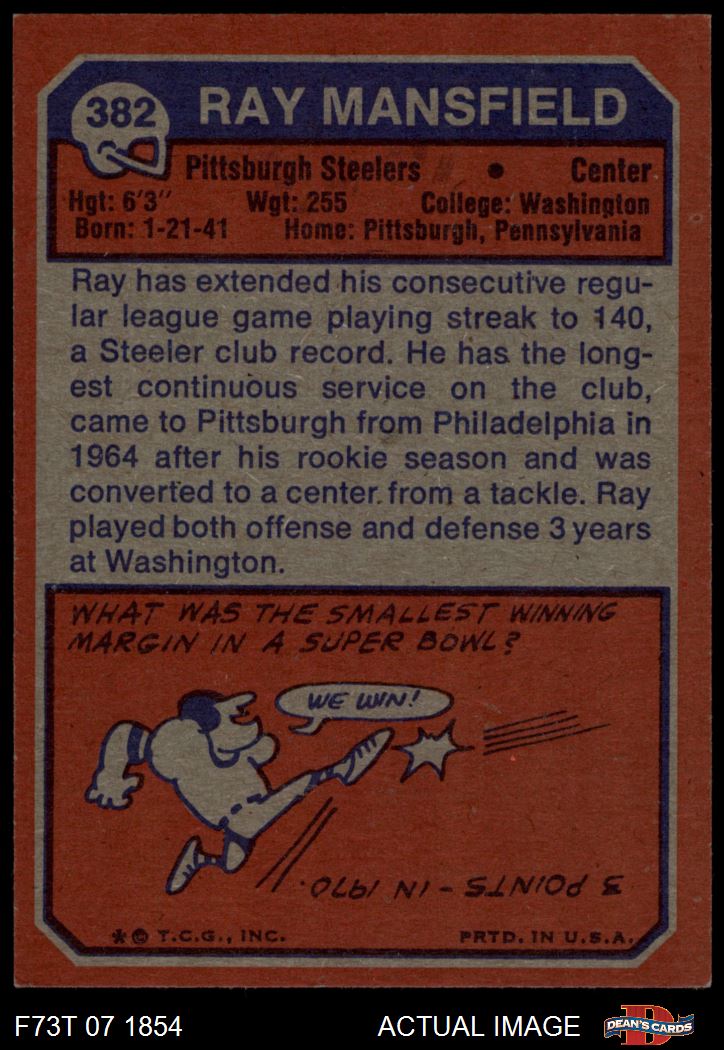 382 RAY MANSFIELD
Pittsburgh Steelers • Center
Hgt: 6'3" Wgt: 255 College: Washington
Born: 1-21-41 Home: Pittsburgh, Pennsylvania
Ray has extended his consecutive regu-
lar league game playing streak to 140,
a Steeler club record. He has the long-
est continuous service on the club,
came to Pittsburgh from Philadelphia in
1964 after his rookie season and was
converted to a center from a tackle. Ray
played both offense and defense 3 years
at Washington.
WHAT WAS THE SMALLEST WINNING
MARGIN IN A SUPER BOWL?
WE WIN!
3 POINTS - IN 1970.
* © T.C.G., INC. PRTD. IN U.S.A.
F73T 07 1854 ACTUAL IMAGE
D
DEAN'S CARDS